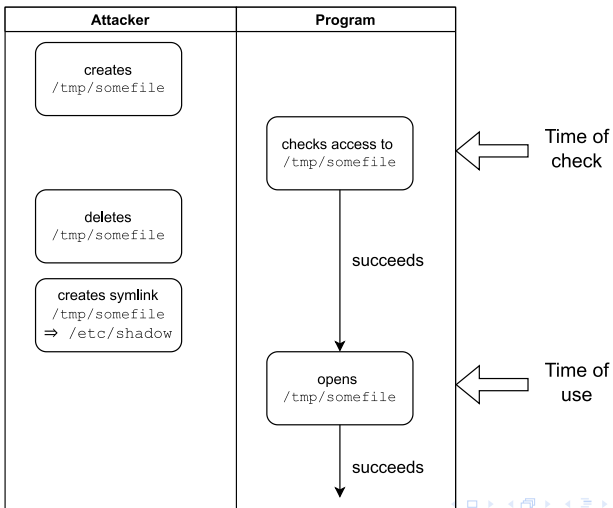 Attacker
Program
creates
/tmp/somefile
checks access to
/tmp/somefile
Time of
check
deletes
/tmp/somefile
succeeds
creates symlink
/tmp/somefile
⇒ /etc/shadow
opens
/tmp/somefile
Time of
use
succeeds